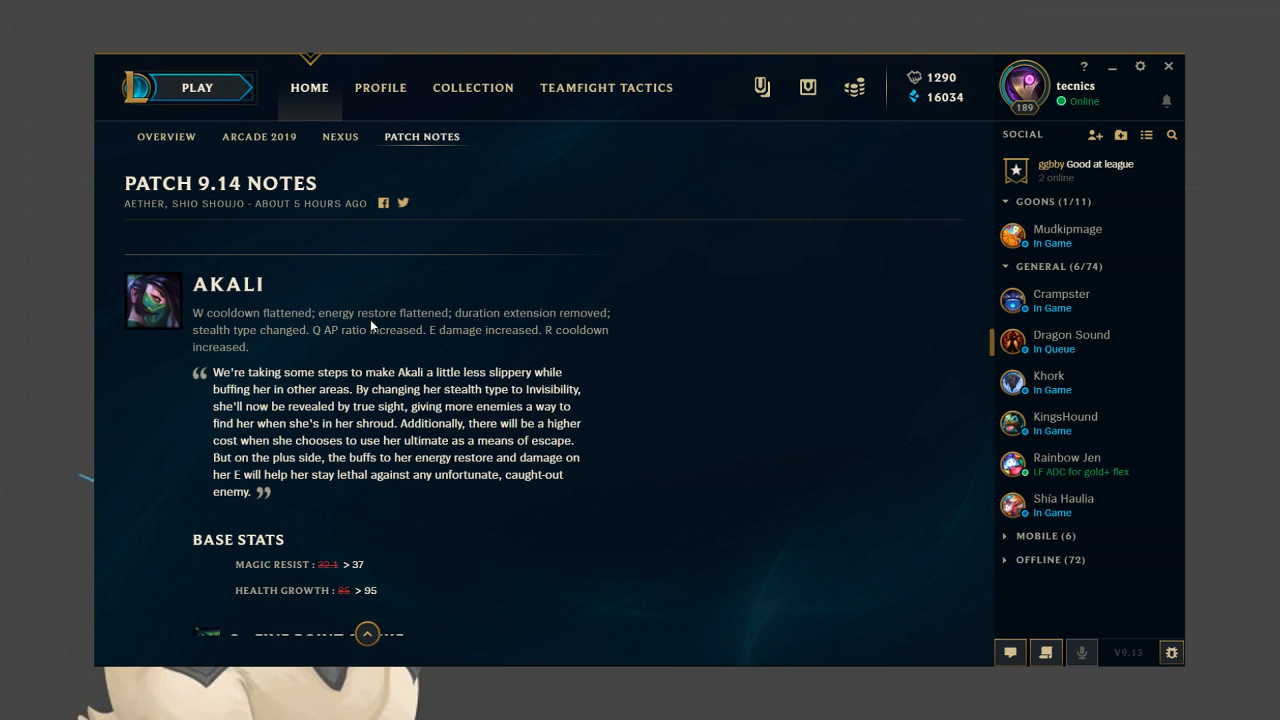 PLAY
HOME
PROFILE
COLLECTION
TEAMFIGHT TACTICS
1290
16034
?
189
tecnics
Online
OVERVIEW
ARCADE 2019
NEXUS
PATCH NOTES
SOCIAL
PATCH 9.14 NOTES
AETHER, SHIO SHOUJO - ABOUT 5 HOURS AGO
AKALI
W cooldown flattened; energy restore flattened; duration extension removed;
stealth type changed. Q AP ratio increased. E damage increased. R cooldown
increased.
“ We're taking some steps to make Akali a little less slippery while
buffing her in other areas. By changing her stealth type to Invisibility,
she'll now be revealed by true sight, giving more enemies a way to
find her when she's in her shroud. Additionally, there will be a higher
cost when she chooses to use her ultimate as a means of escape.
But on the plus side, the buffs to her energy restore and damage on
her E will help her stay lethal against any unfortunate, caught-out
enemy. ”
BASE STATS
MAGIC RESIST : 32.1 > 37
HEALTH GROWTH : 85 > 95
ggbby Good at league
2 online
GOONS (1/11)
Mudkipmage
In Game
GENERAL (6/74)
Crampster
In Game
Dragon Sound
In Queue
Khork
In Game
KingsHound
In Game
Rainbow Jen
LF ADC for gold+ flex
Shía Haulia
In Game
MOBILE (6)
OFFLINE (72)
V9.13